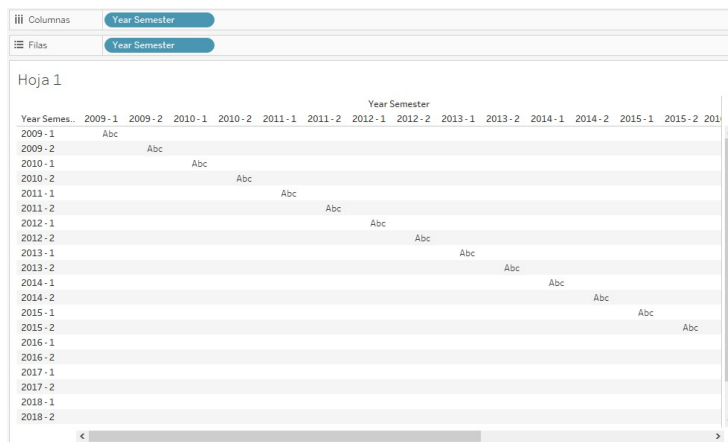 Columnas Year Semester
Filas Year Semester
Hoja 1
Year Semester
Year Semes.. 2009 - 1 2009 - 2 2010 - 1 2010 - 2 2011 - 1 2011 - 2 2012 - 1 2012 - 2 2013 - 1 2013 - 2 2014 - 1 2014 - 2 2015 - 1 2015 - 2 201
2009 - 1 Abc
2009 - 2 Abc
2010 - 1 Abc
2010 - 2 Abc
2011 - 1 Abc
2011 - 2 Abc
2012 - 1 Abc
2012 - 2 Abc
2013 - 1 Abc
2013 - 2 Abc
2014 - 1 Abc
2014 - 2 Abc
2015 - 1 Abc
2015 - 2 Abc
2016 - 1
2016 - 2
2017 - 1
2017 - 2
2018 - 1
2018 - 2